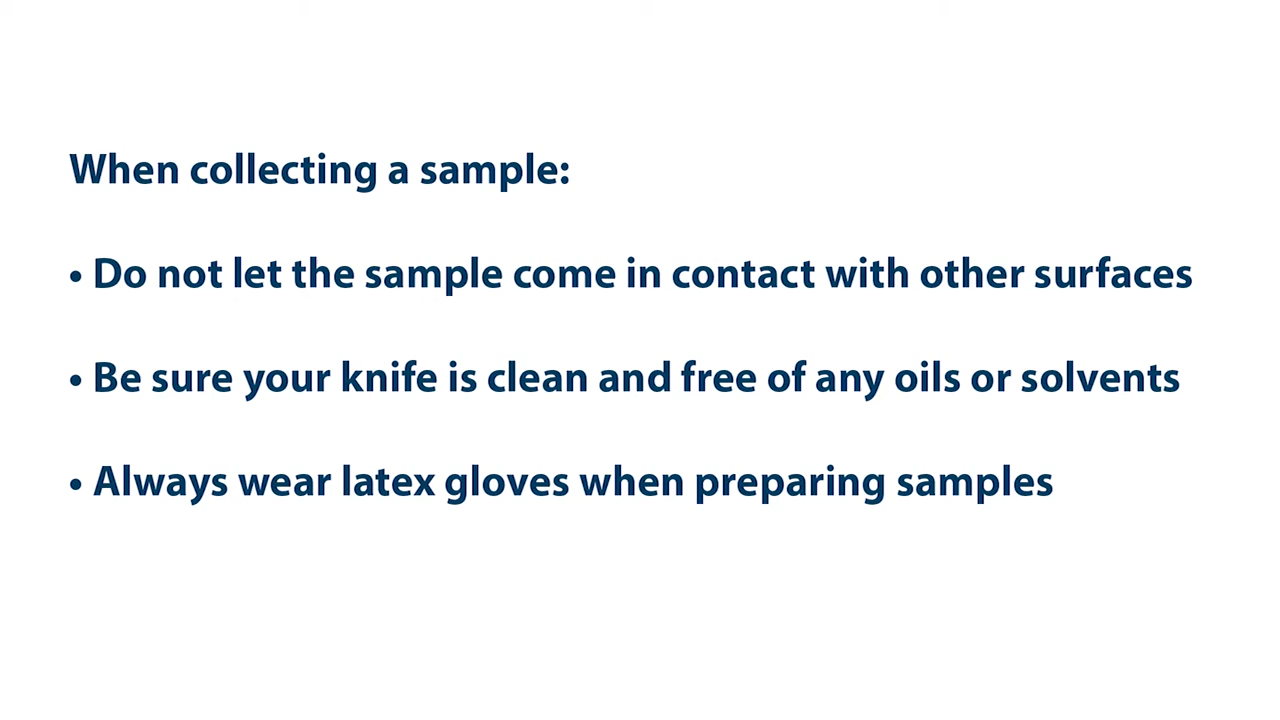 When collecting a sample:
• Do not let the sample come in contact with other surfaces
• Be sure your knife is clean and free of any oils or solvents
• Always wear latex gloves when preparing samples